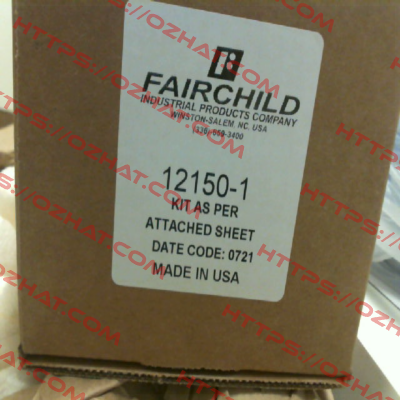 FAIRCHILD
INDUSTRIAL PRODUCTS COMPANY
WINSTON-SALEM, NC, USA
12150-1
KIT AS PER
ATTACHED SHEET
DATE CODE: 0721
MADE IN USA
HTTPS://OZHAT.COM